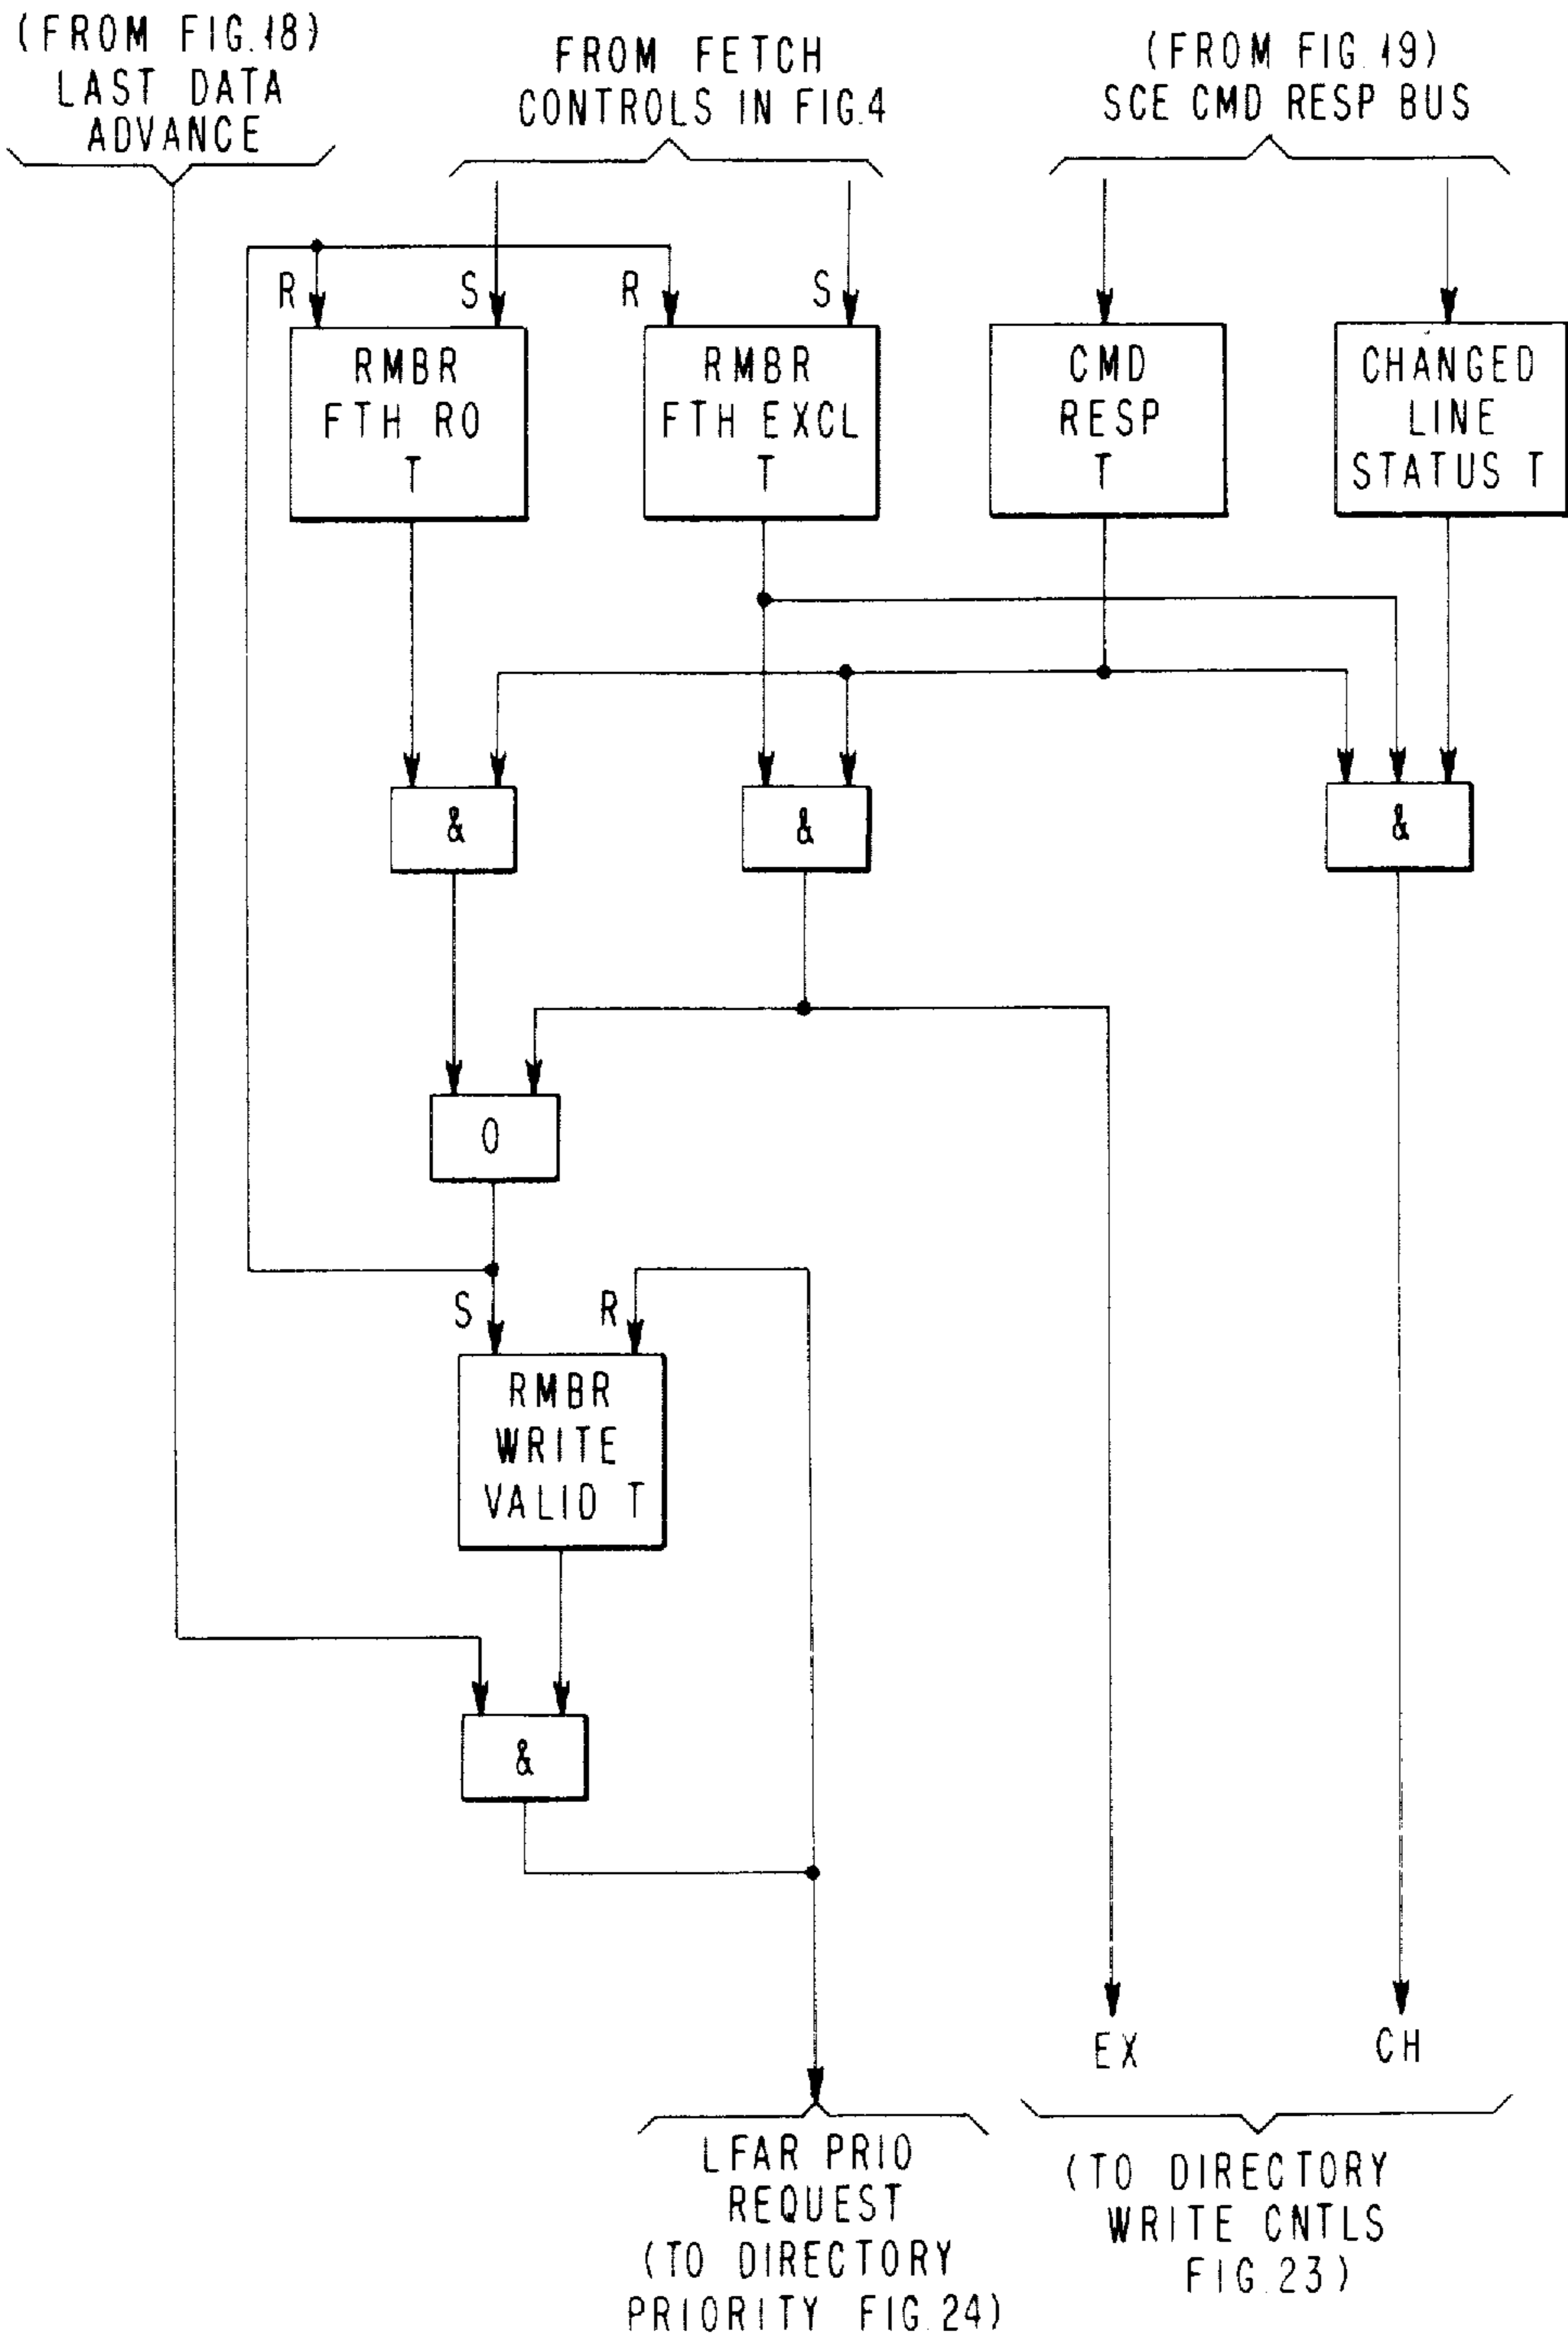 (FROM FIG.18)
LAST DATA
ADVANCE
FROM FETCH
CONTROLS IN FIG.4
(FROM FIG.19)
SCE CMD RESP BUS
R
S
R
S
RMBR
FTH RO
T
RMBR
FTH EXCL
T
CMD
RESP
T
CHANGED
LINE
STATUS T
&
&
&
O
S
R
RMBR
WRITE
VALID T
&
EX
CH
LFAR PRIO
REQUEST
(TO DIRECTORY
PRIORITY FIG.24)
(TO DIRECTORY
WRITE CNTLS
FIG.23)